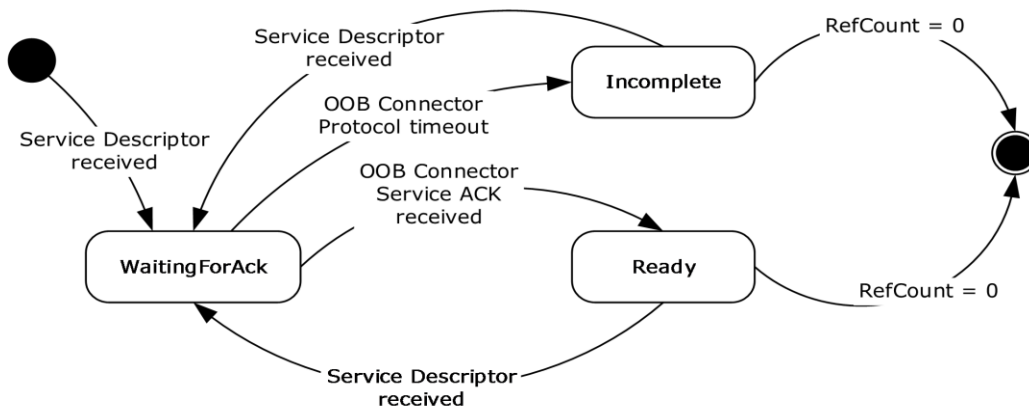 Service Descriptor
received
RefCount = 0
Incomplete
OOB Connector
Protocol timeout
Service Descriptor
received
OOB Connector
Service ACK
received
WaitingForAck
Ready
RefCount = 0
Service Descriptor
received